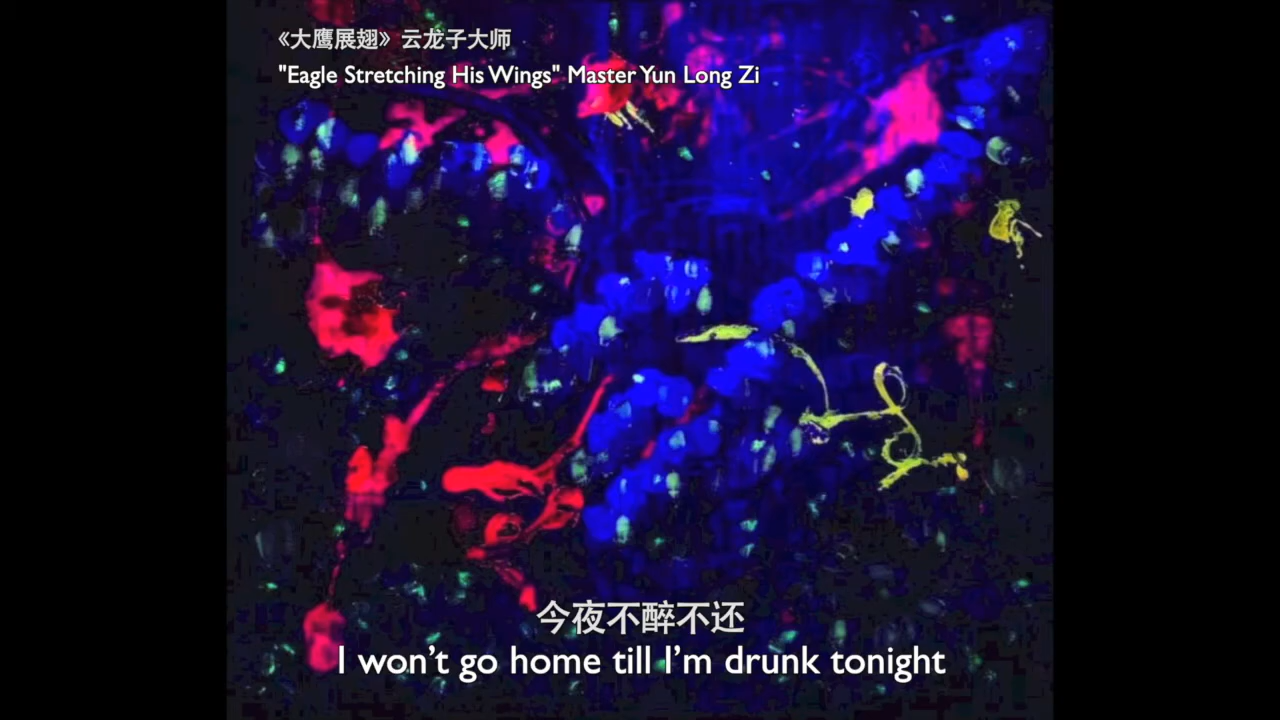 《大鹰展翅》云龙子大师
"Eagle Stretching His Wings" Master Yun Long Zi
今夜不醉不还
I won't go home till I'm drunk tonight